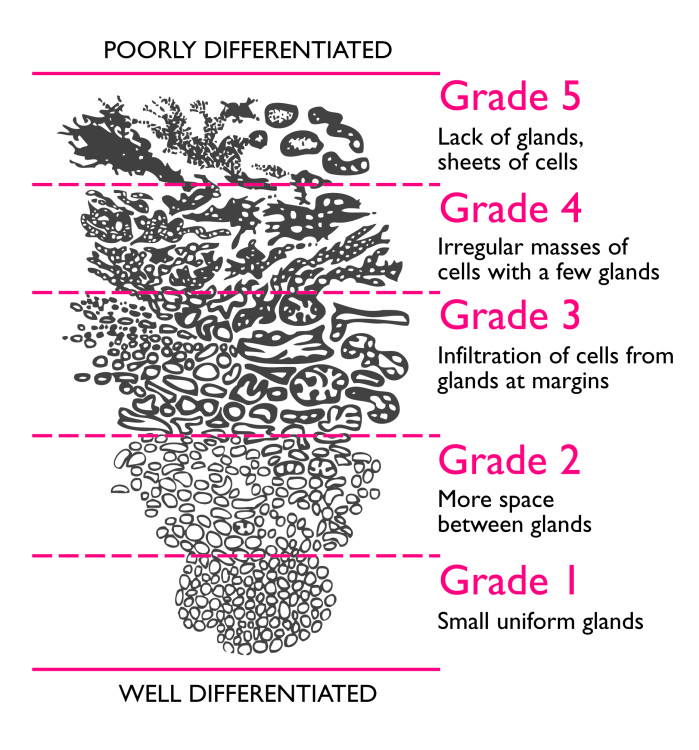 POORLY DIFFERENTIATED
Grade 5
Lack of glands,
sheets of cells
Grade 4
Irregular masses of
cells with a few glands
Grade 3
Infiltration of cells from
glands at margins
Grade 2
More space
between glands
Grade 1
Small uniform glands
WELL DIFFERENTIATED